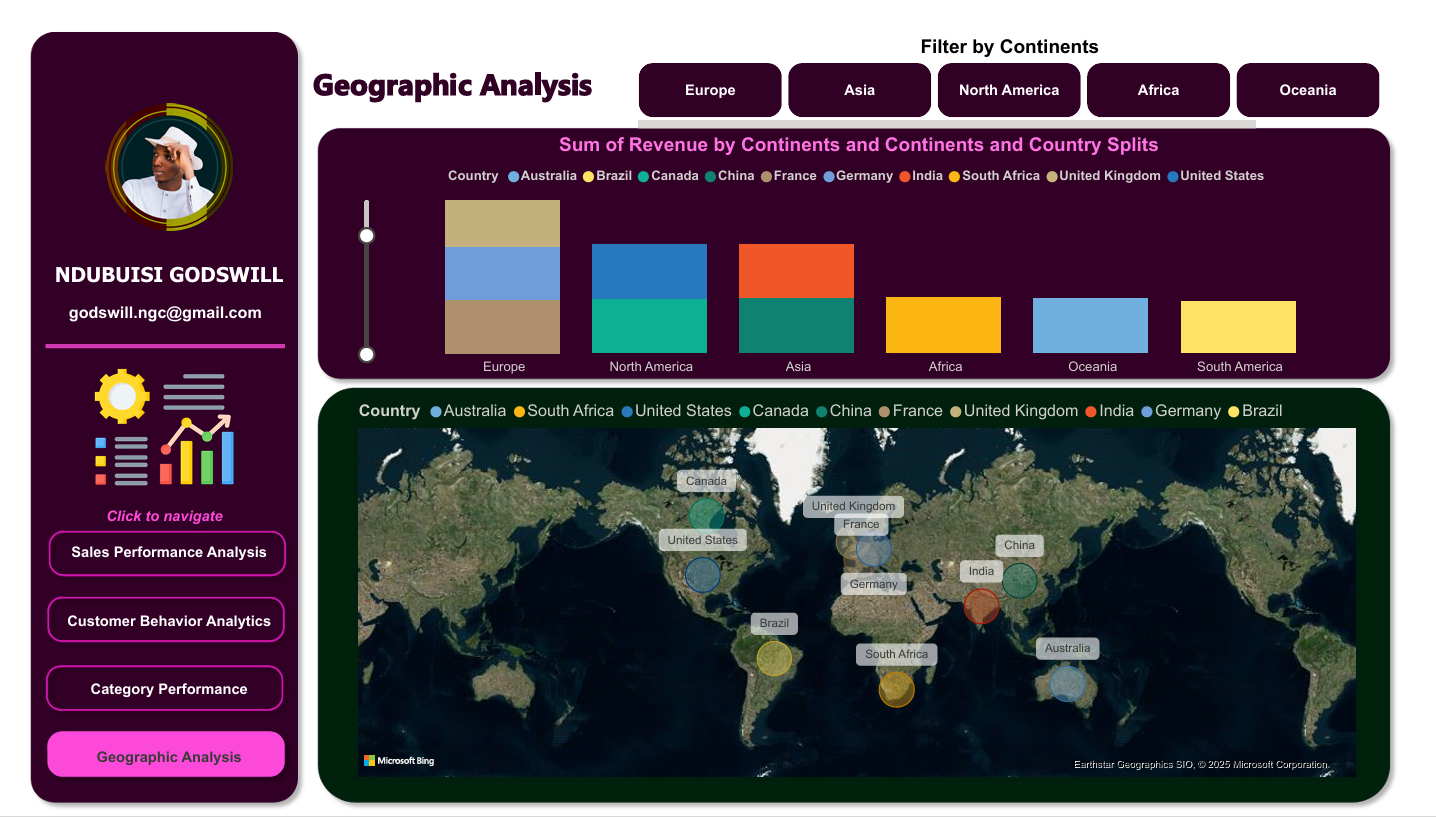 NDUBUISI GODSWILL
godswill.ngc@gmail.com
Click to navigate
Sales Performance Analysis
Customer Behavior Analytics
Category Performance
Geographic Analysis
Geographic Analysis
Filter by Continents
Europe Asia North America Africa Oceania
Sum of Revenue by Continents and Continents and Country Splits
Country Australia Brazil Canada China France Germany India South Africa United Kingdom United States
Europe North America Asia Africa Oceania South America
Country Australia South Africa United States Canada China France United Kingdom India Germany Brazil
Canada
United Kingdom
France
United States
China
India
Germany
Brazil
Australia
South Africa
Microsoft Bing
Earthstar Geographics SIO, © 2025 Microsoft Corporation.